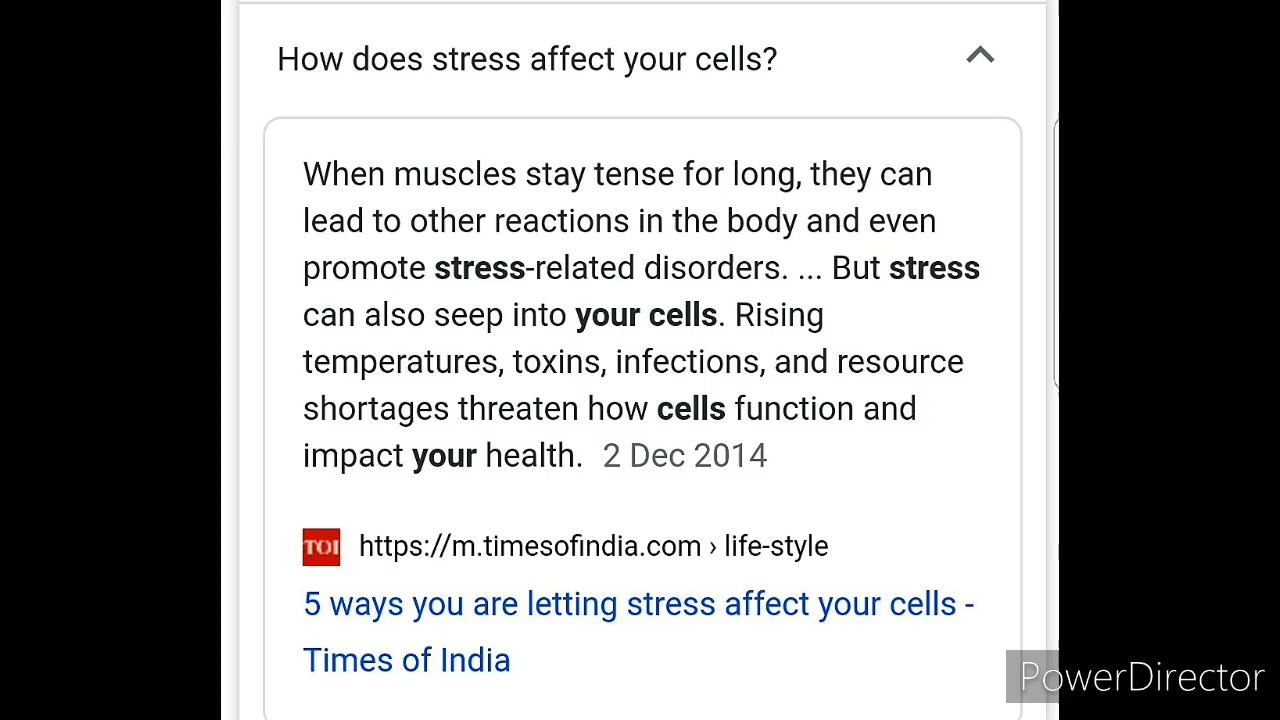 How does stress affect your cells?
When muscles stay tense for long, they can
lead to other reactions in the body and even
promote stress-related disorders. ... But stress
can also seep into your cells. Rising
temperatures, toxins, infections, and resource
shortages threaten how cells function and
impact your health. 2 Dec 2014
TOI https://m.timesofindia.com › life-style
5 ways you are letting stress affect your cells -
Times of India
PowerDirector